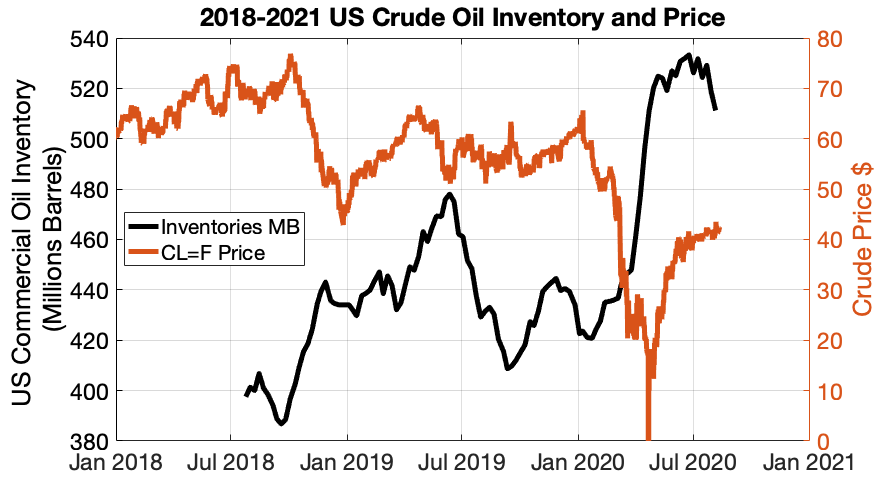 2018-2021 US Crude Oil Inventory and Price
US Commercial Oil Inventory
(Millions Barrels)
540
520
500
480
460
440
420
400
380
Inventories MB
CL=F Price
80
70
60
50
40
30
20
10
0
Crude Price $
Jan 2018
Jul 2018
Jan 2019
Jul 2019
Jan 2020
Jul 2020
Jan 2021